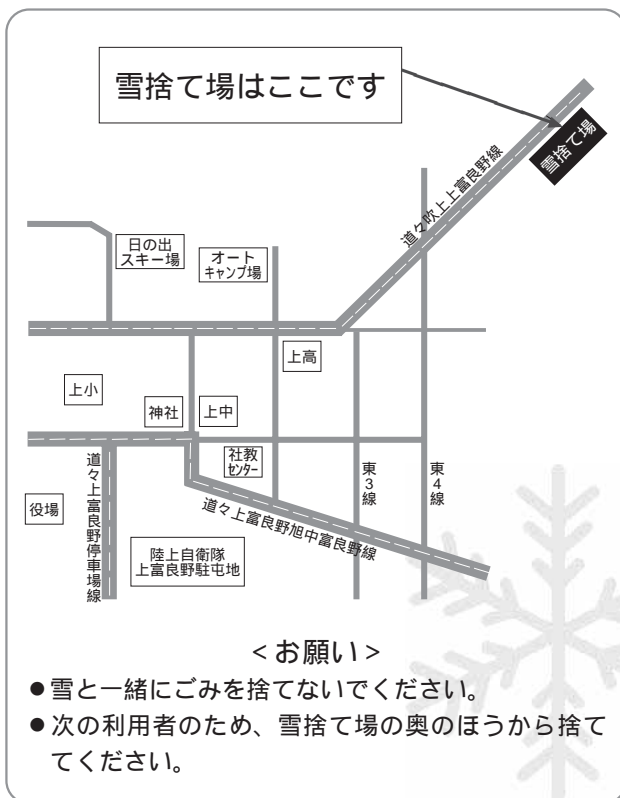 雪捨て場はここです
雪捨て場
道々吹上上富良野線
日の出
スキー場
オート
キャンプ場
上高
上小
神社
上中
社教
センター
東3線
東4線
役場
道々上富良野停車場線
道々上富良野旭中富良野線
陸上自衛隊
上富良野駐屯地
<お願い>
●雪と一緒にごみを捨てないでください。
●次の利用者のため、雪捨て場の奥のほうから捨て
てください。